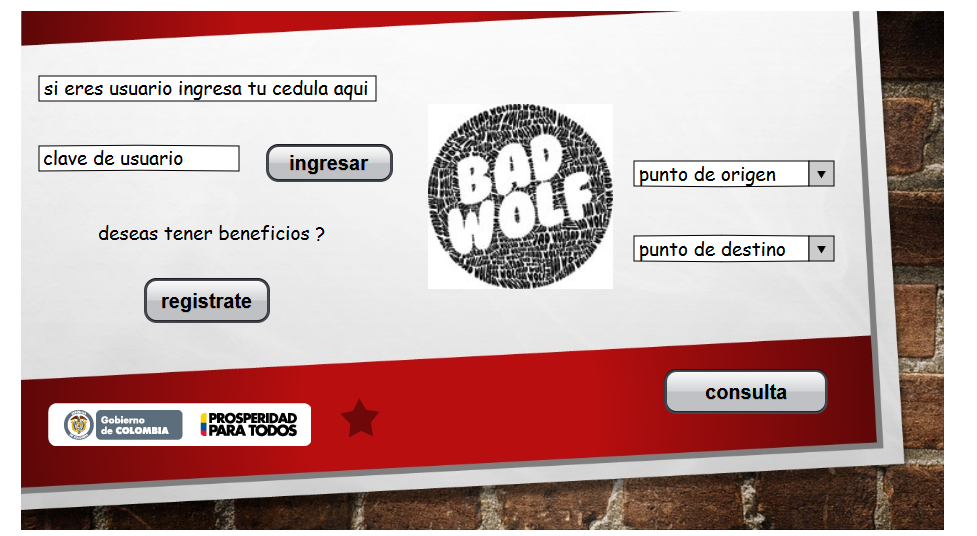 si eres usuario ingresa tu cedula aqui
clave de usuario
ingresar
deseas tener beneficios ?
registrate
BAD
WOLF
punto de origen
punto de destino
consulta
Gobierno
de COLOMBIA
PROSPERIDAD
PARA TODOS